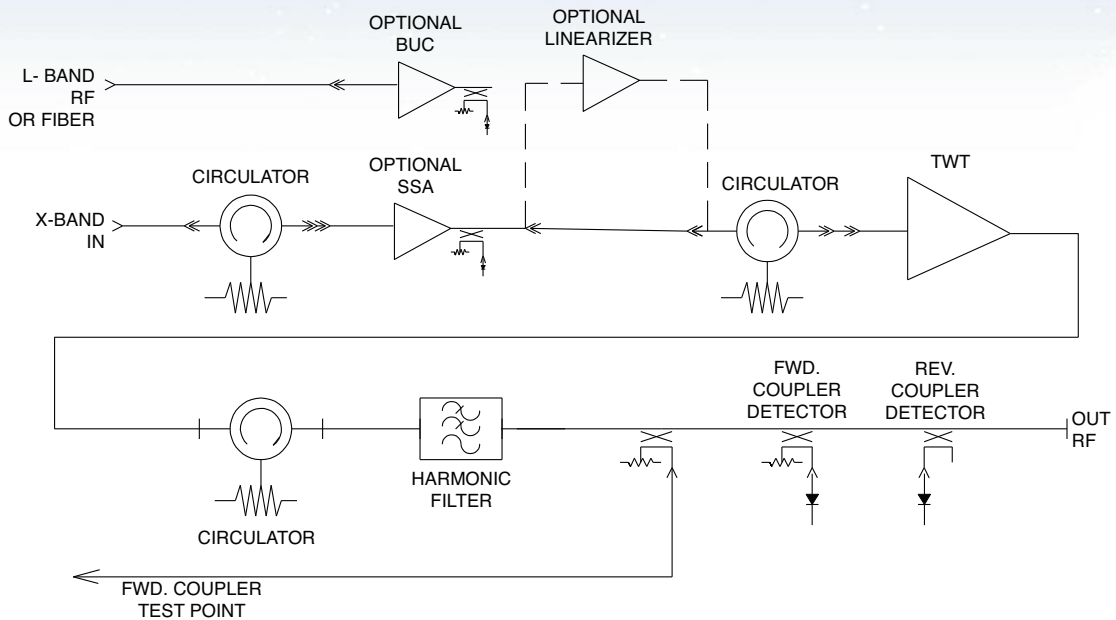 OPTIONAL
BUC
OPTIONAL
LINEARIZER
L- BAND
RF
OR FIBER
CIRCULATOR
OPTIONAL
SSA
CIRCULATOR
TWT
X-BAND
IN
FWD.
COUPLER
DETECTOR
REV.
COUPLER
DETECTOR
OUT
RF
HARMONIC
FILTER
CIRCULATOR
FWD. COUPLER
TEST POINT